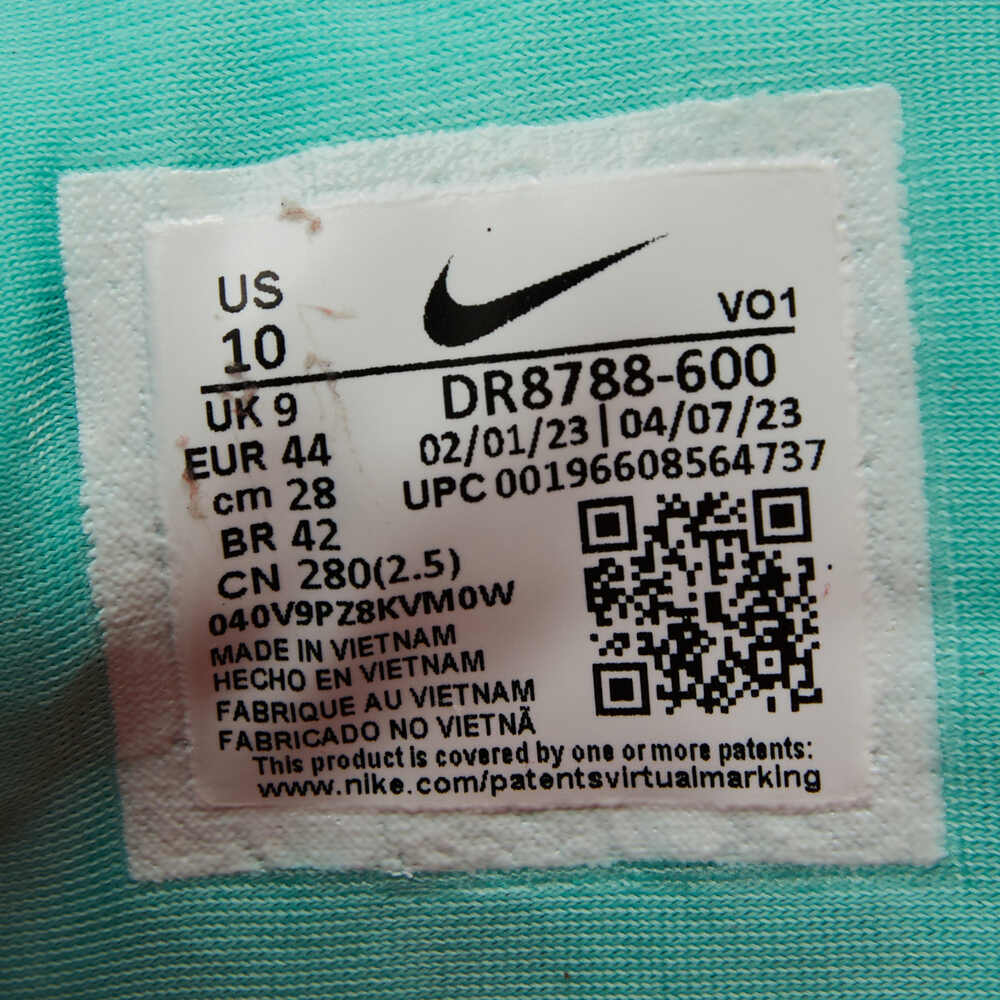 US
10
VO1
UK 9
EUR 44
cm 28
BR 42
CN 280(2.5)
DR8788-600
02/01/23 | 04/07/23
UPC 00196608564737
040V9PZ8KVM0W
MADE IN VIETNAM
HECHO EN VIETNAM
FABRIQUE AU VIETNAM
FABRICADO NO VIETNÃ
This product is covered by one or more patents:
www.nike.com/patentsvirtualmarking